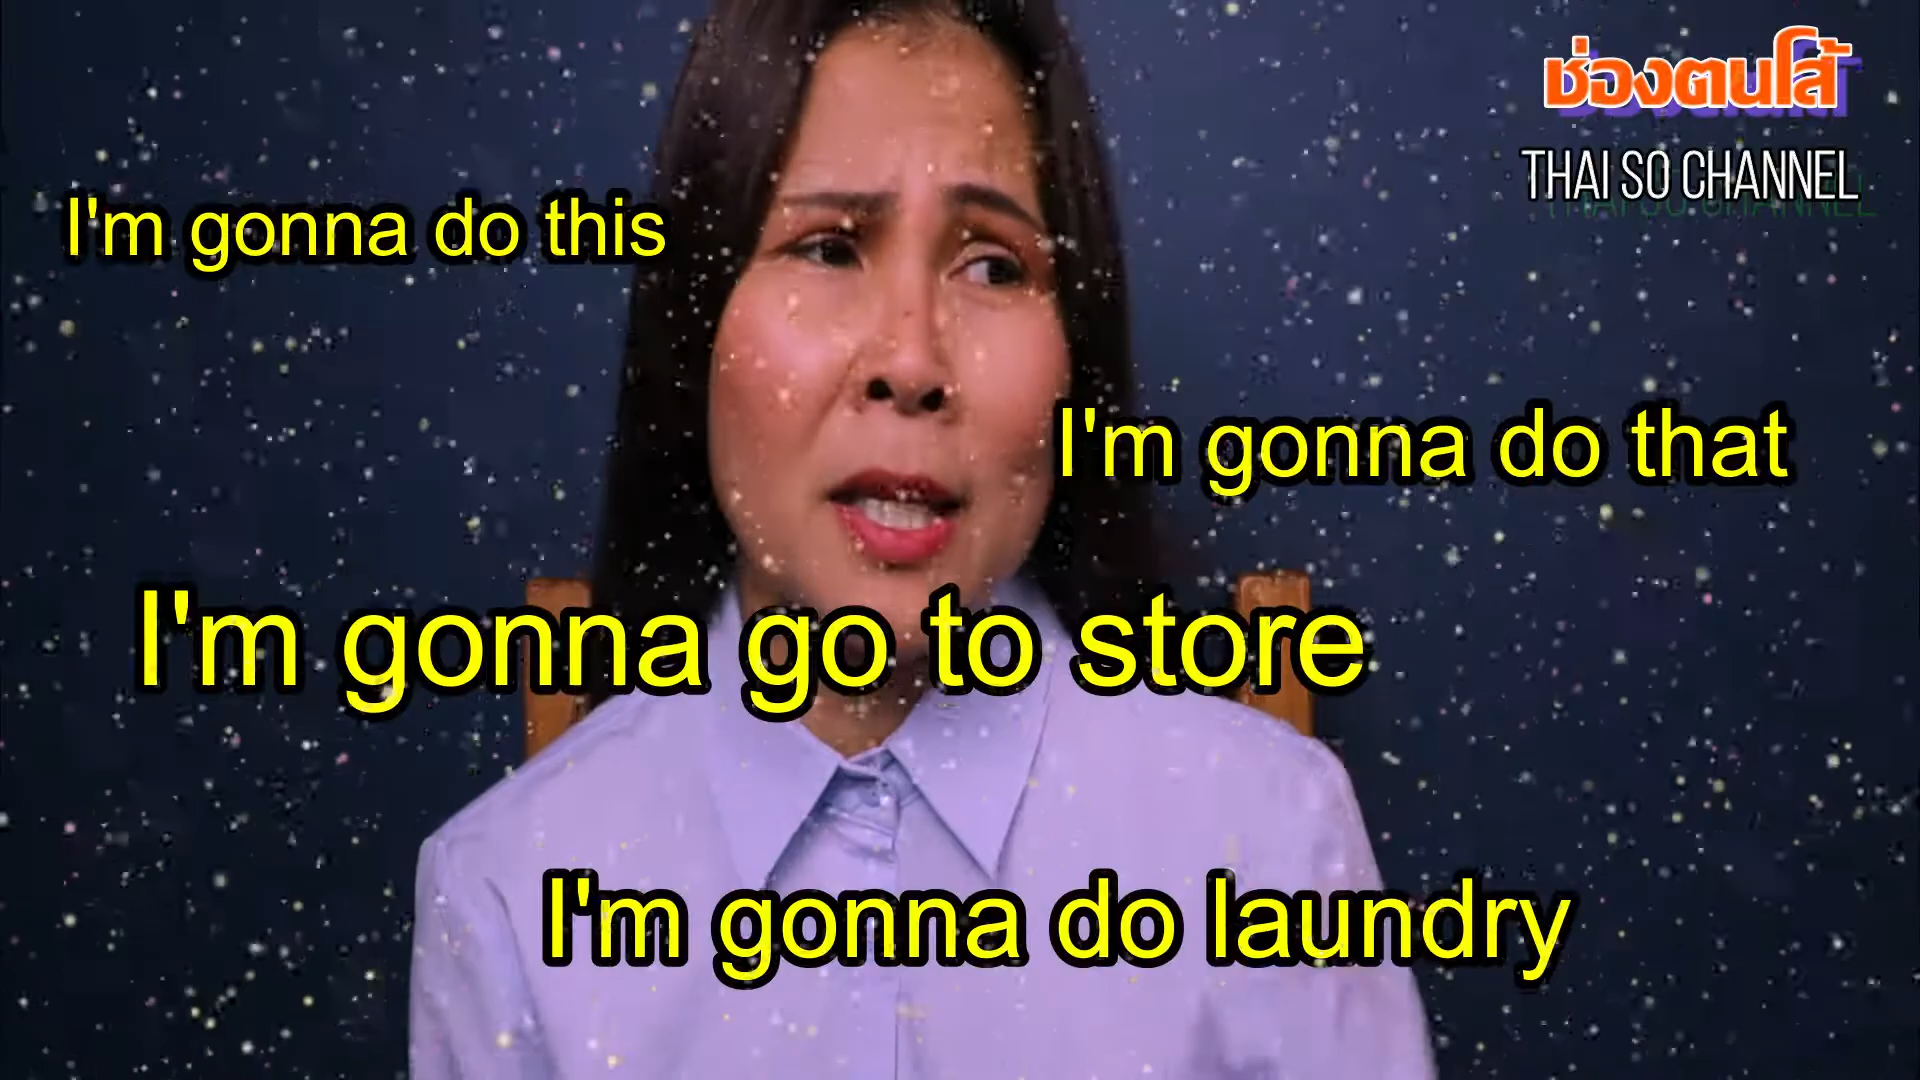 ช่องตนโส้
THAI SO CHANNEL
I'm gonna do this
I'm gonna do that
I'm gonna go to store
I'm gonna do laundry